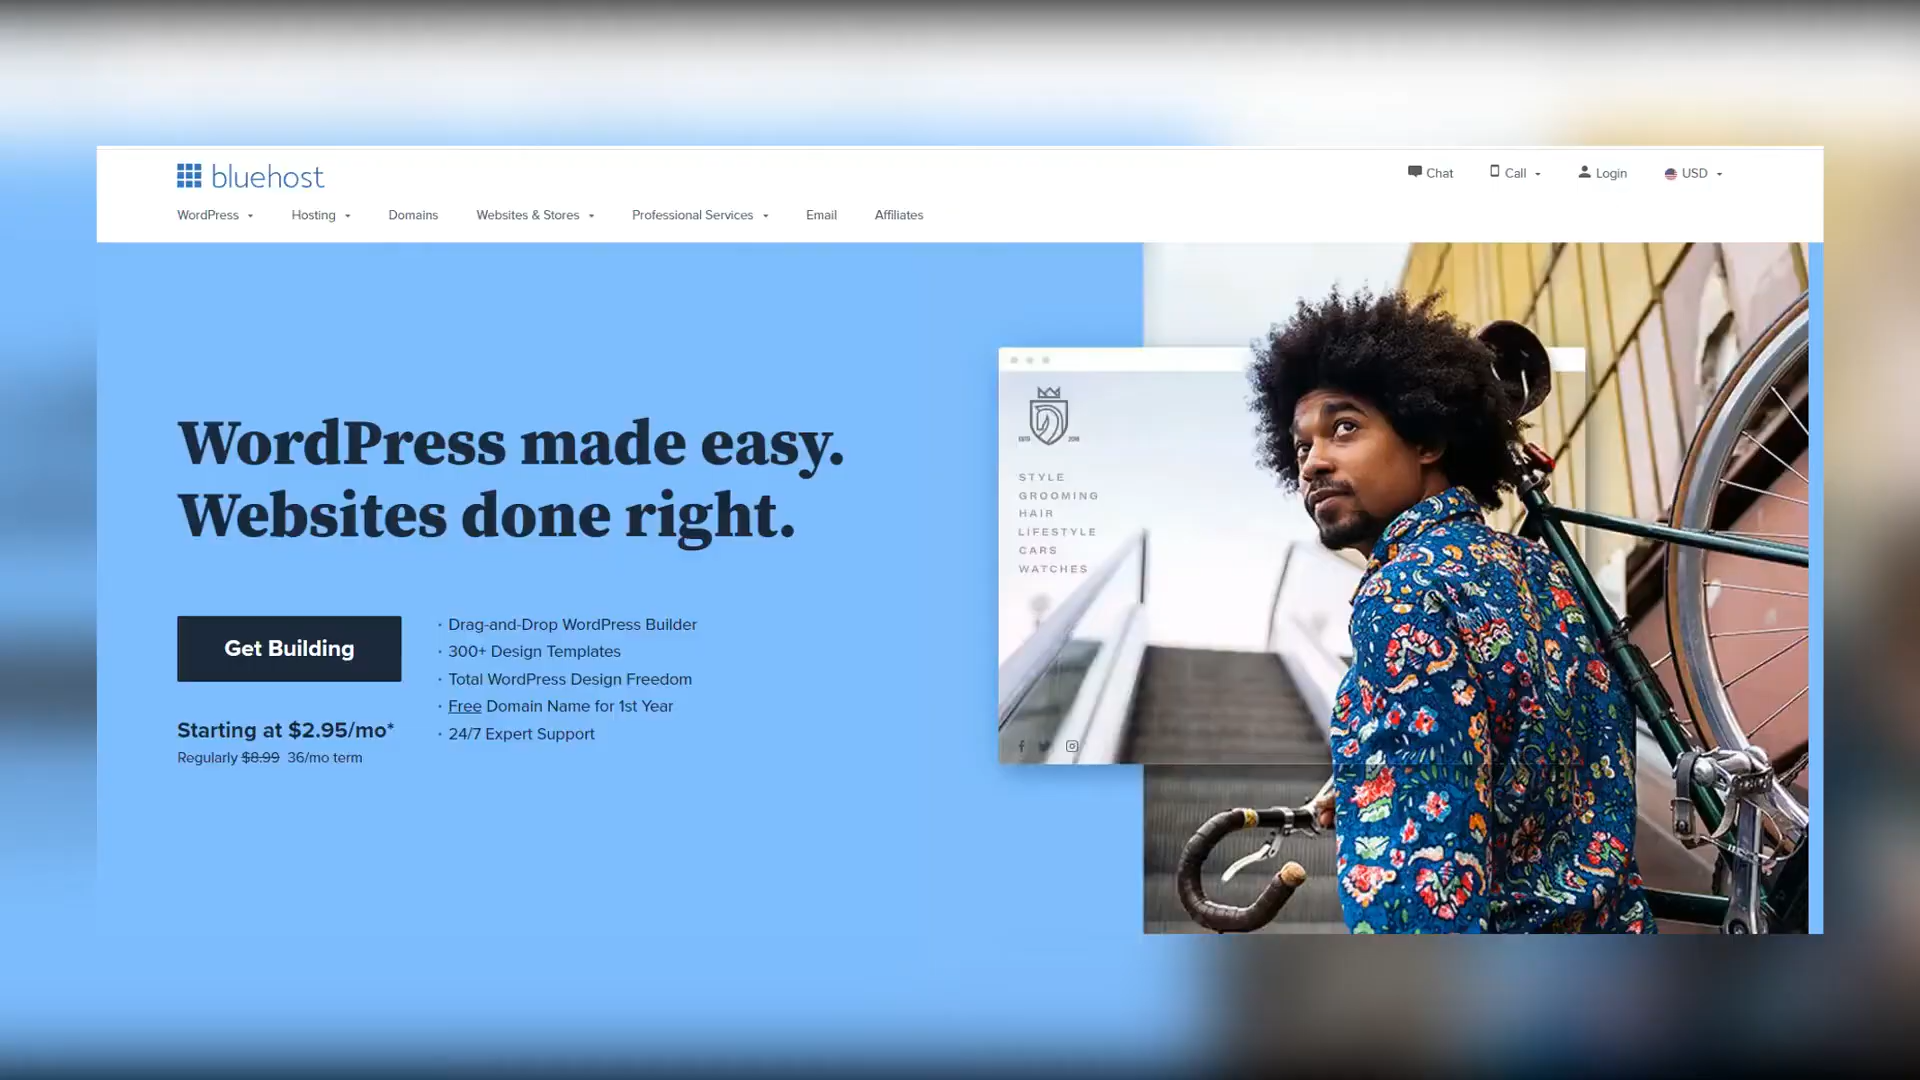 bluehost
Chat
Call
Login
USD
WordPress
Hosting
Domains
Websites & Stores
Professional Services
Email
Affiliates
WordPress made easy.
Websites done right.
Get Building
Starting at $2.95/mo*
Regularly $8.99 36/mo term
· Drag-and-Drop WordPress Builder
· 300+ Design Templates
· Total WordPress Design Freedom
· Free Domain Name for 1st Year
· 24/7 Expert Support
STYLE
GROOMING
HAIR
LIFESTYLE
CARS
WATCHES